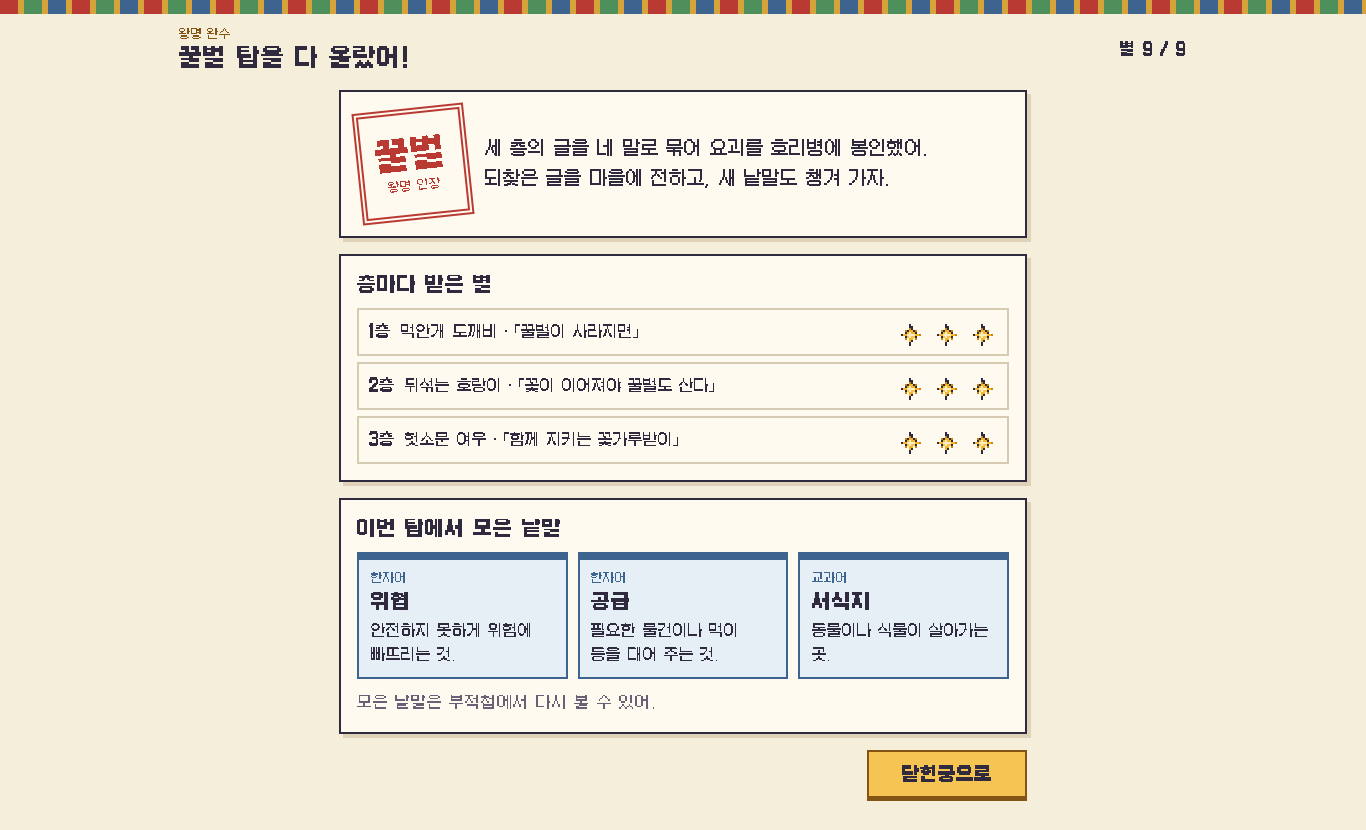 왕명 완수
꿀벌 탑을 다 올랐어!
별 9 / 9
꿀벌
왕명 인장
세 층의 글을 네 말로 묶어 요괴를 호리병에 봉인했어.
되찾은 글을 마을에 전하고, 새 낱말도 챙겨 가자.
층마다 받은 별
1층 먹안개 도깨비 · 「꿀벌이 사라지면」
2층 뒤섞는 호랑이 · 「꽃이 이어져야 꿀벌도 산다」
3층 헛소문 여우 · 「함께 지키는 꽃가루받이」
이번 탑에서 모은 낱말
한자어
위협
안전하지 못하게 위험에
빠뜨리는 것.
한자어
공급
필요한 물건이나 먹이
등을 대어 주는 것.
교과어
서식지
동물이나 식물이 살아가는
곳.
모은 낱말은 부적첩에서 다시 볼 수 있어.
닫힌궁으로